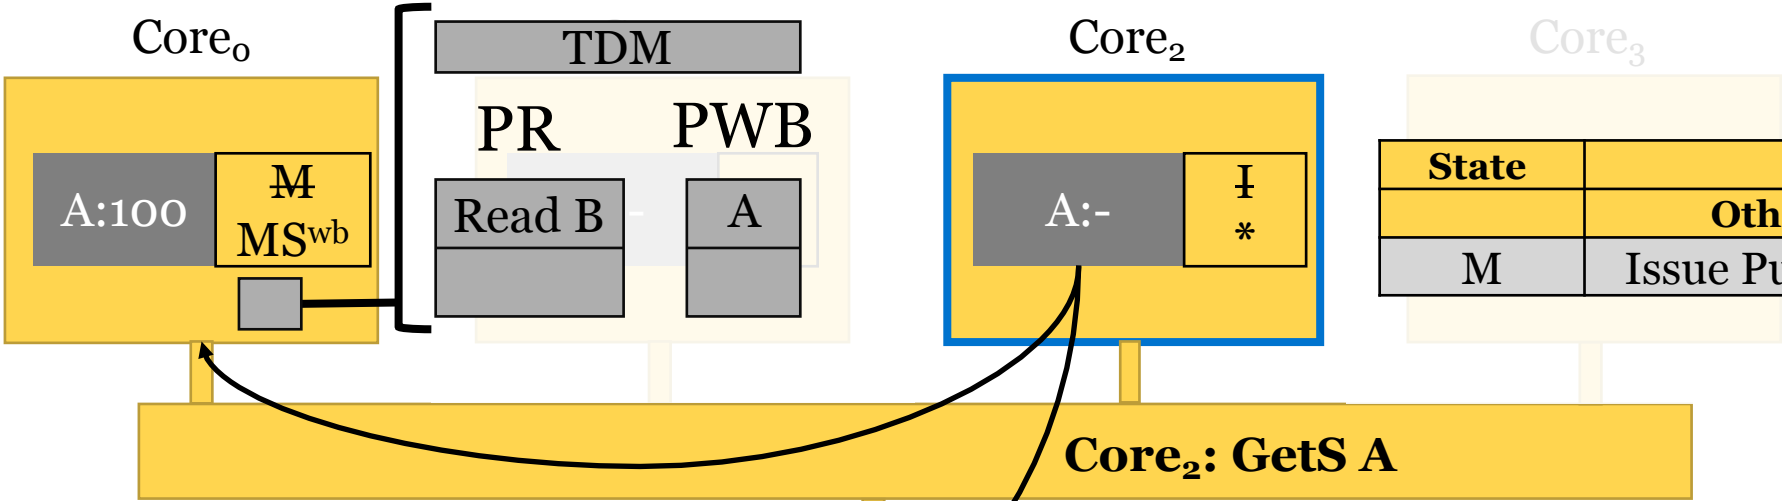 Core₀
TDM
Core₂
Core₃
PR
PWB
A:100
M
MSʷᵇ
Read B
-
A
A:-
I
*
State
Oth
M
Issue Pu
Core₂: GetS A